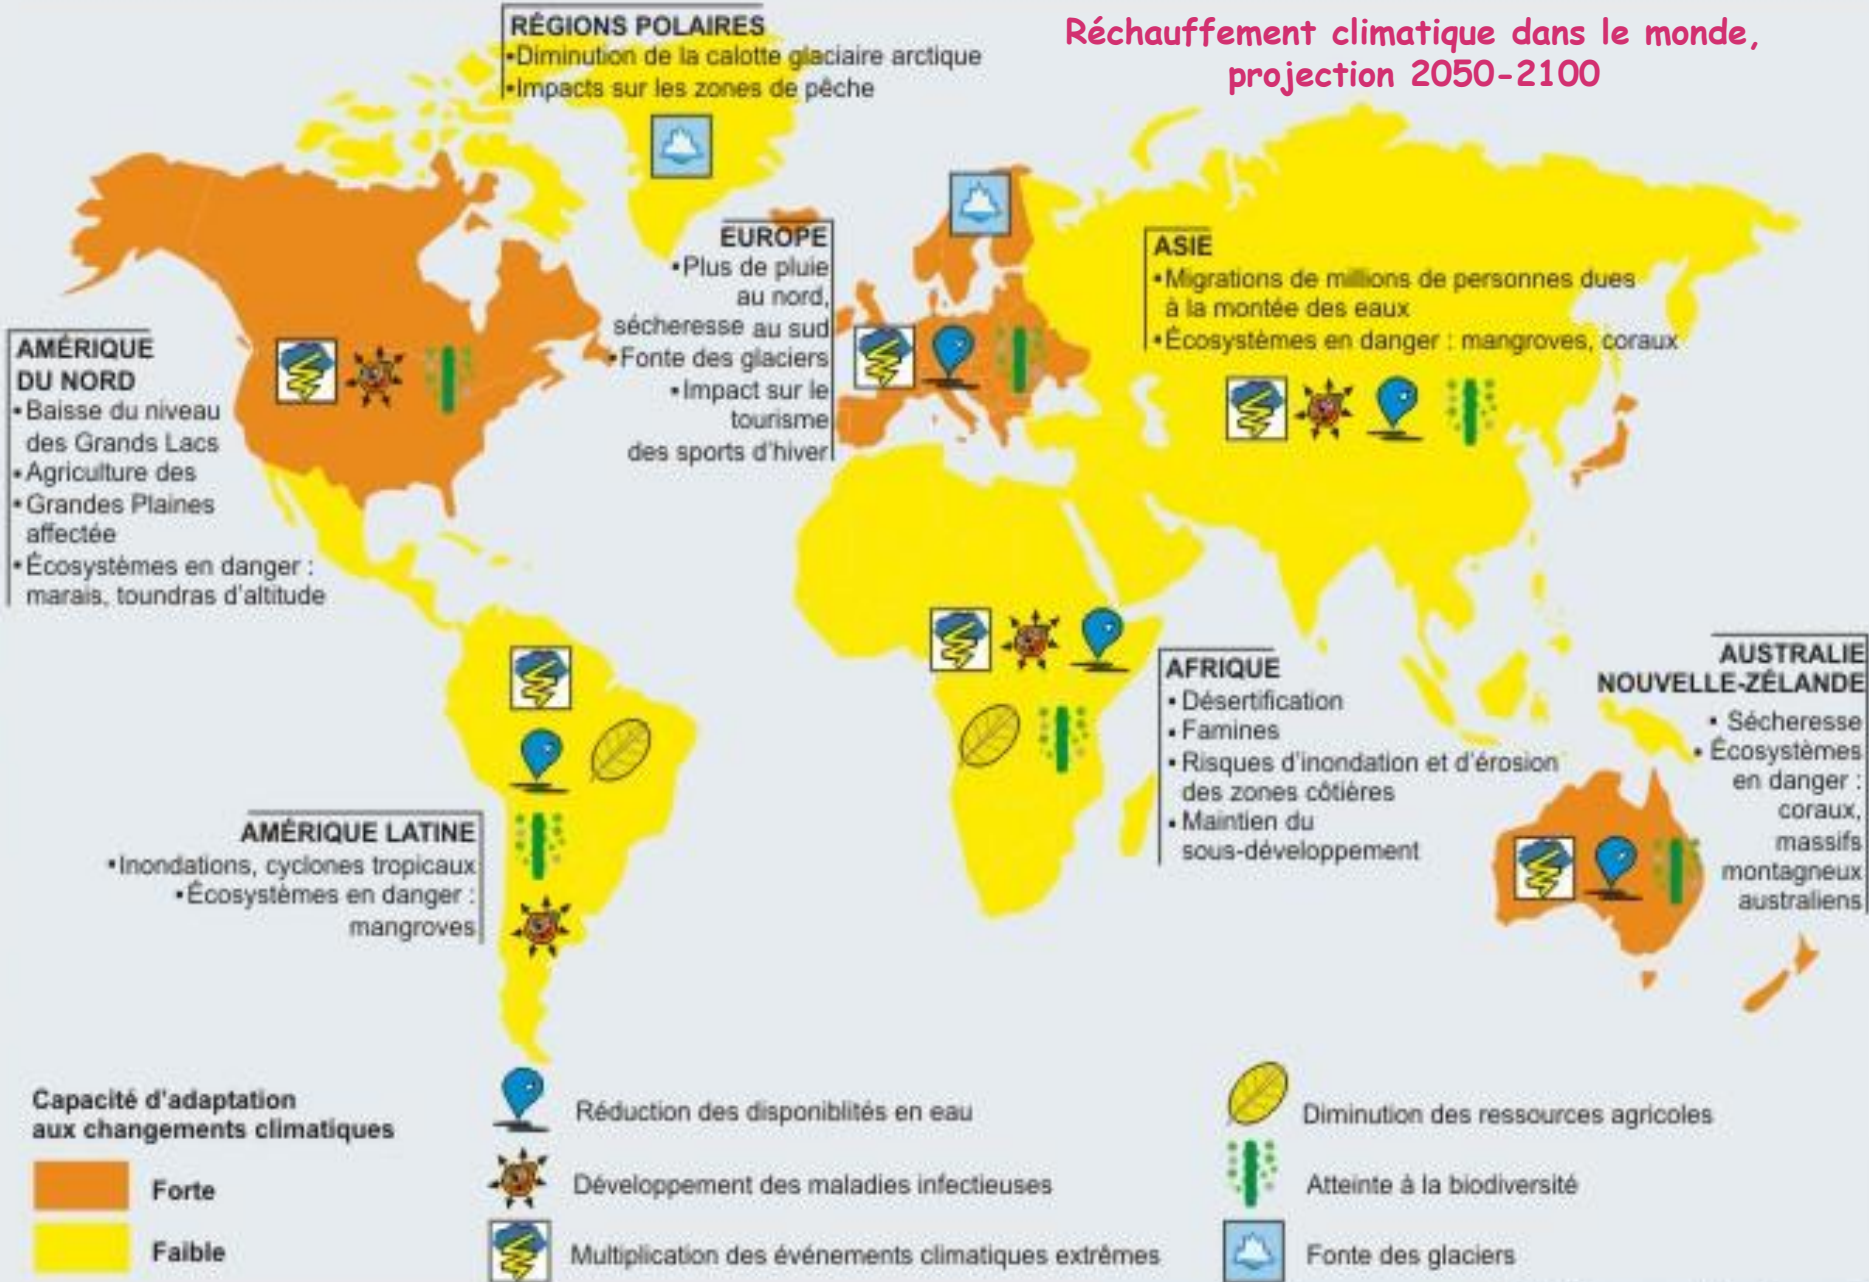 Réchauffement climatique dans le monde,
projection 2050-2100
RÉGIONS POLAIRES
•Diminution de la calotte glaciaire arctique
•Impacts sur les zones de pêche
EUROPE
•Plus de pluie
au nord,
sécheresse au sud
•Fonte des glaciers
•Impact sur le
tourisme
des sports d'hiver
ASIE
•Migrations de millions de personnes dues
à la montée des eaux
•Écosystèmes en danger : mangroves, coraux
AMÉRIQUE
DU NORD
•Baisse du niveau
des Grands Lacs
•Agriculture des
•Grandes Plaines
affectée
•Écosystèmes en danger :
marais, toundras d'altitude
AFRIQUE
•Désertification
•Famines
•Risques d'inondation et d'érosion
des zones côtières
•Maintien du
sous-développement
AUSTRALIE
NOUVELLE-ZÉLANDE
•Sécheresse
•Écosystèmes
en danger :
coraux,
massifs
montagneux
australiens
AMÉRIQUE LATINE
•Inondations, cyclones tropicaux
•Écosystèmes en danger :
mangroves
Capacité d'adaptation
aux changements climatiques
Forte
Faible
Réduction des disponiblités en eau
Développement des maladies infectieuses
Multiplication des événements climatiques extrêmes
Diminution des ressources agricoles
Atteinte à la biodiversité
Fonte des glaciers